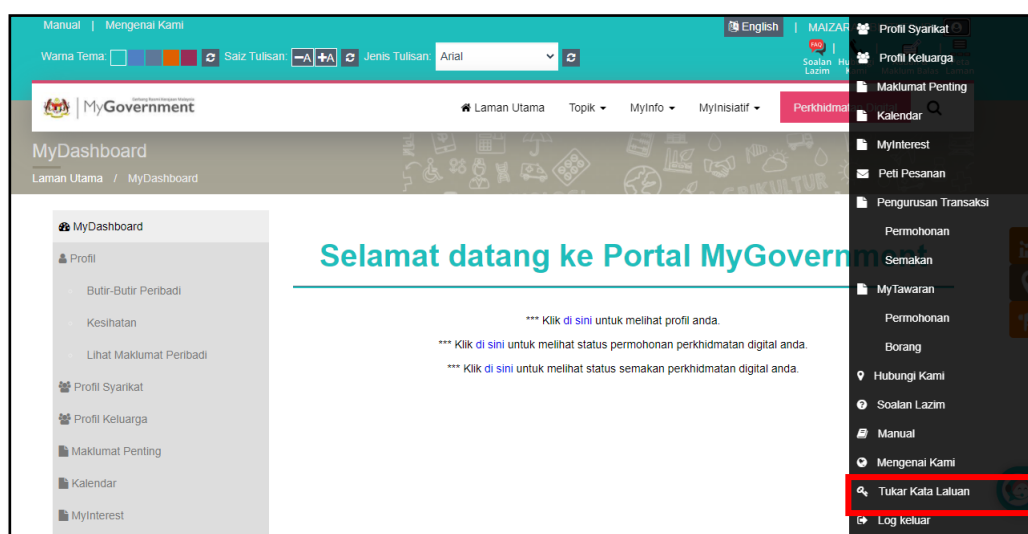 Manual | Mengenai Kami
English | MAIZAR
Warna Tema: Saiz Tulisan: -A +A Jenis Tulisan: Arial
FAQ
Soalan
Lazim
MyGovernment
Laman Utama Topik MyInfo MyInisiatif Perkhidmatan
MyDashboard
Laman Utama / MyDashboard
MyDashboard
Profil
Butir-Butir Peribadi
Kesihatan
Lihat Maklumat Peribadi
Profil Syarikat
Profil Keluarga
Maklumat Penting
Kalendar
MyInterest
Selamat datang ke Portal MyGovernment
*** Klik di sini untuk melihat profil anda.
*** Klik di sini untuk melihat status permohonan perkhidmatan digital anda.
*** Klik di sini untuk melihat status semakan perkhidmatan digital anda.
Profil Syarikat
Profil Keluarga
Maklumat Penting
Kalendar
MyInterest
Peti Pesanan
Pengurusan Transaksi
Permohonan
Semakan
MyTawaran
Permohonan
Borang
Hubungi Kami
Soalan Lazim
Manual
Mengenai Kami
Tukar Kata Laluan
Log keluar